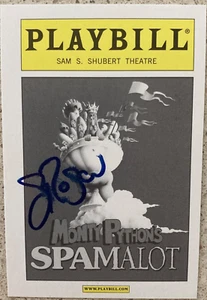 PLAYBILL®
SAM S. SHUBERT THEATRE
MONTY PYTHON'S
SPAMALOT
WWW.PLAYBILL.COM